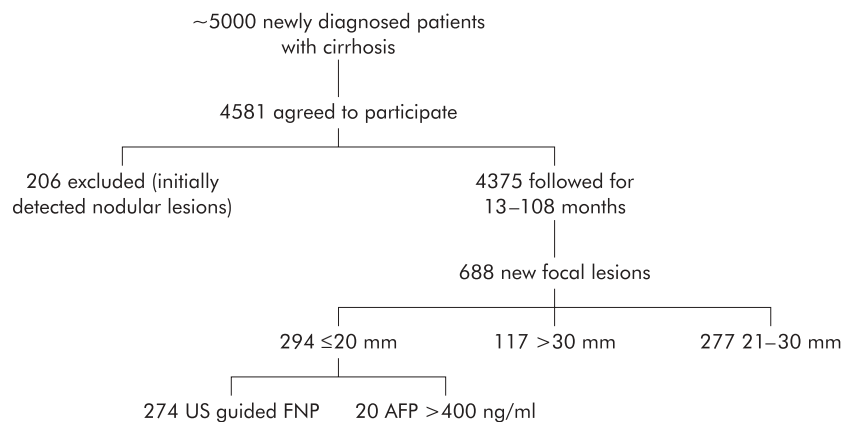 ~5000 newly diagnosed patients
with cirrhosis
4581 agreed to participate
206 excluded (initially
detected nodular lesions)
4375 followed for
13–108 months
688 new focal lesions
294 ≤20 mm
117 >30 mm
277 21–30 mm
274 US guided FNP
20 AFP >400 ng/ml